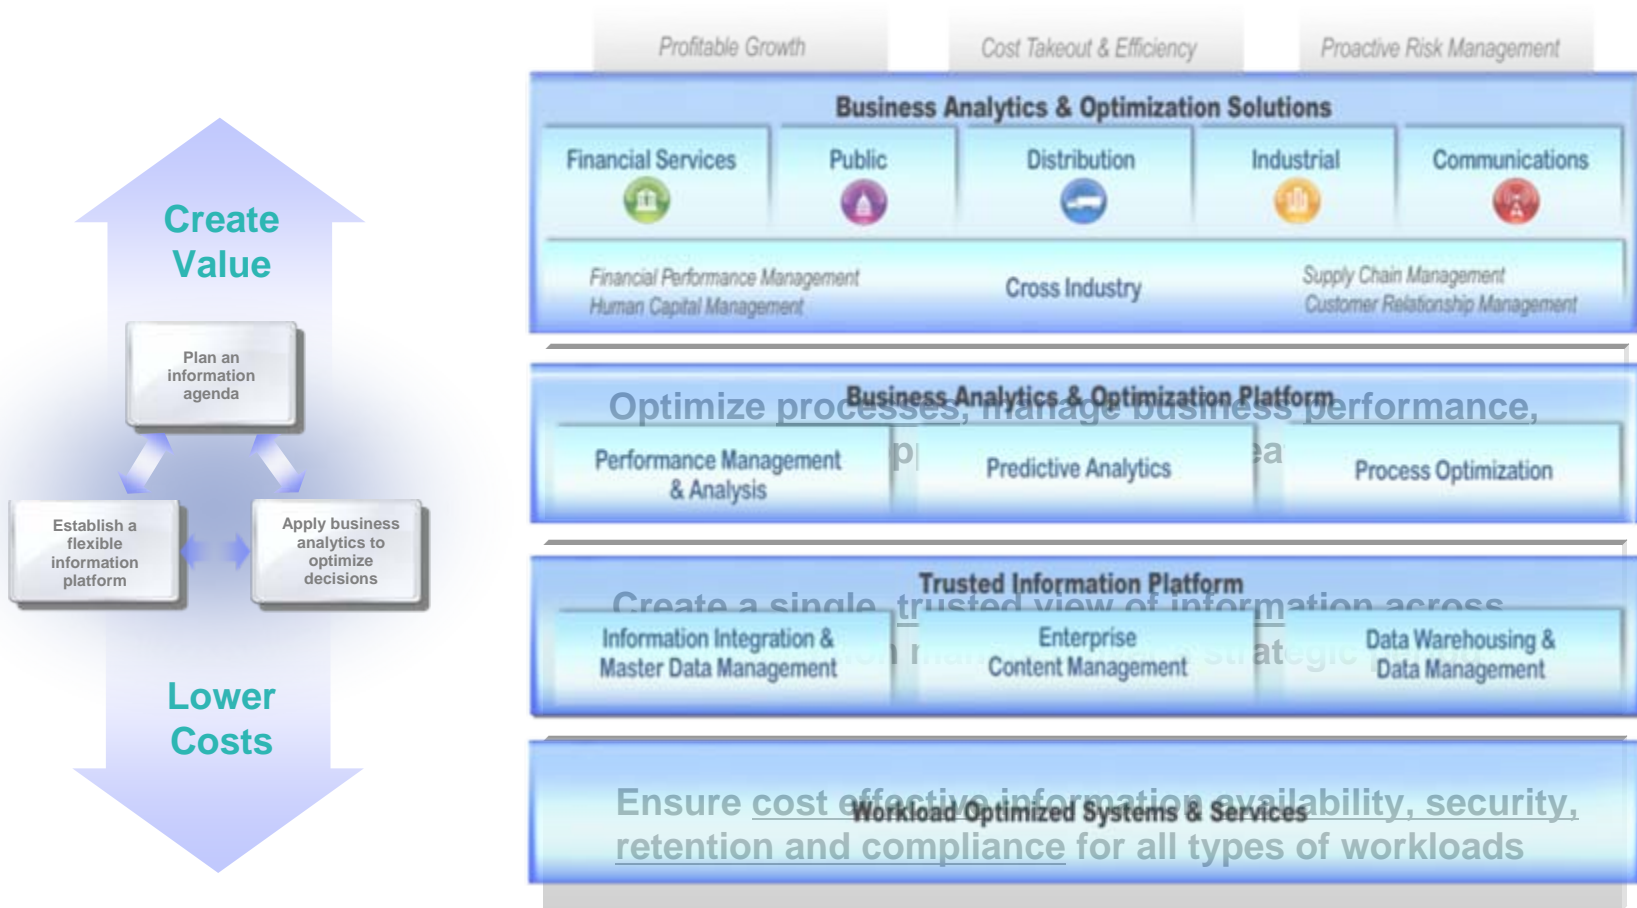 Profitable Growth
Cost Takeout & Efficiency
Proactive Risk Management
Business Analytics & Optimization Solutions
Financial Services
Public
Distribution
Industrial
Communications
Financial Performance Management
Human Capital Management
Cross Industry
Supply Chain Management
Customer Relationship Management
Create
Value
Plan an
information
agenda
Establish a
flexible
information
platform
Apply business
analytics to
optimize
decisions
Lower
Costs
Business Analytics & Optimization Platform
Optimize processes, manage business performance,
Performance Management
& Analysis
Predictive Analytics
Process Optimization
Trusted Information Platform
Create a single, trusted view of information across
Information Integration &
Master Data Management
Enterprise
Content Management
Data Warehousing &
Data Management
Workload Optimized Systems & Services
Ensure cost effective information availability, security,
retention and compliance for all types of workloads